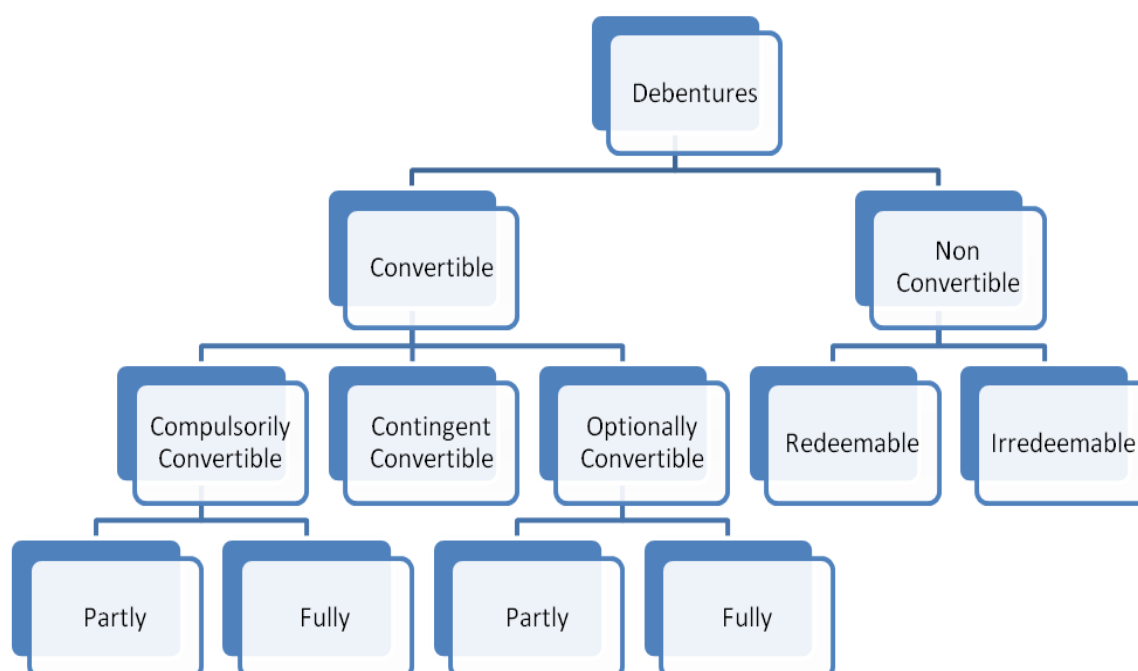 Debentures
Convertible
Non
Convertible
Compulsorily
Convertible
Contingent
Convertible
Optionally
Convertible
Redeemable
Irredeemable
Partly
Fully
Partly
Fully